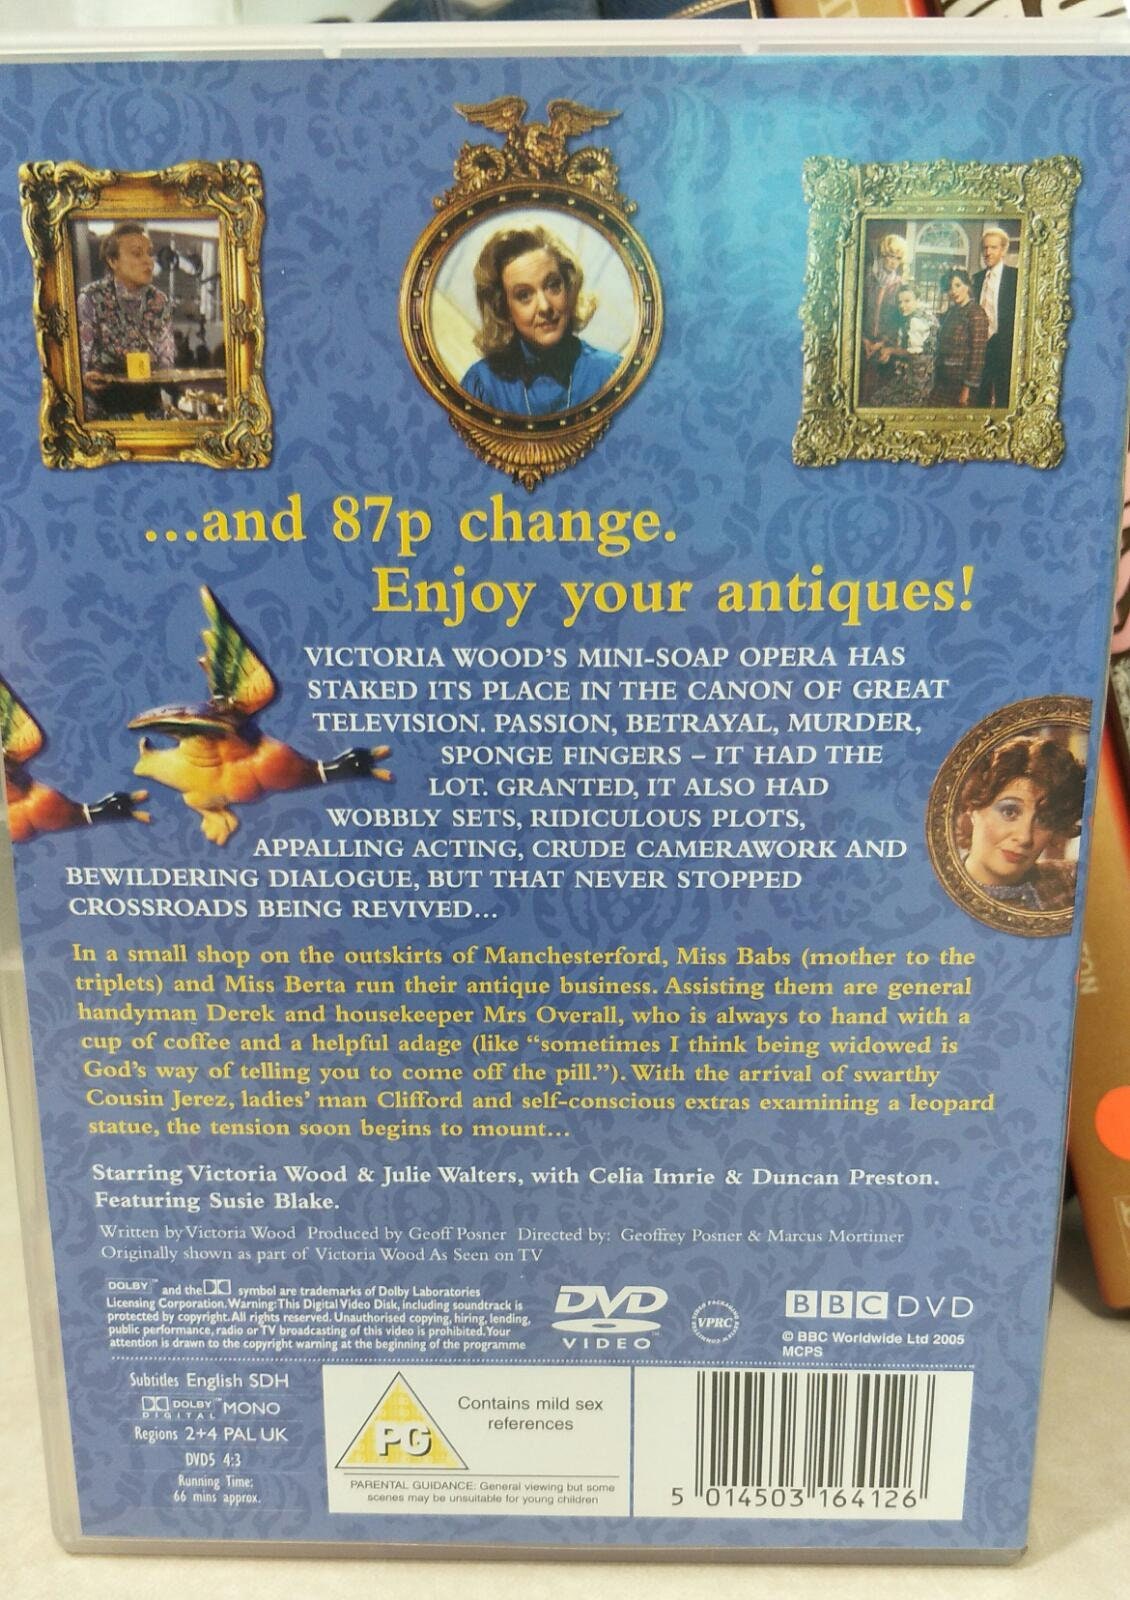 ...and 87p change.
Enjoy your antiques!
VICTORIA WOOD'S MINI-SOAP OPERA HAS
STAKED ITS PLACE IN THE CANON OF GREAT
TELEVISION. PASSION, BETRAYAL, MURDER,
SPONGE FINGERS – IT HAD THE
LOT. GRANTED, IT ALSO HAD
WOBBLY SETS, RIDICULOUS PLOTS,
APPALLING ACTING, CRUDE CAMERAWORK AND
BEWILDERING DIALOGUE, BUT THAT NEVER STOPPED
CROSSROADS BEING REVIVED...
In a small shop on the outskirts of Manchesterford, Miss Babs (mother to the
triplets) and Miss Berta run their antique business. Assisting them are general
handyman Derek and housekeeper Mrs Overall, who is always to hand with a
cup of coffee and a helpful adage (like “sometimes I think being widowed is
God's way of telling you to come off the pill.”). With the arrival of swarthy
Cousin Jerez, ladies' man Clifford and self-conscious extras examining a leopard
statue, the tension soon begins to mount...
Starring Victoria Wood & Julie Walters, with Celia Imrie & Duncan Preston.
Featuring Susie Blake.
Written by Victoria Wood Produced by Geoff Posner Directed by: Geoffrey Posner & Marcus Mortimer
Originally shown as part of Victoria Wood As Seen on TV
DOLBY™ and the symbol are trademarks of Dolby Laboratories
Licensing Corporation. Warning: This Digital Video Disk, including soundtrack is
protected by copyright. All rights reserved. Unauthorised copying, hiring, lending,
public performance, radio or TV broadcasting of this video is prohibited. Your
attention is drawn to the copyright warning at the beginning of the programme
DVD
VIDEO™
VIDEO PACKAGING REVIEW COMMITTEE
VPRC
BBC DVD
© BBC Worldwide Ltd 2005
MCPS
Subtitles English SDH
DOLBY™ MONO
DIGITAL
Regions 2+4 PAL UK
DVD5 4:3
Running Time:
66 mins approx.
PG
Contains mild sex
references
PARENTAL GUIDANCE: General viewing but some
scenes may be unsuitable for young children
5 014503 164126